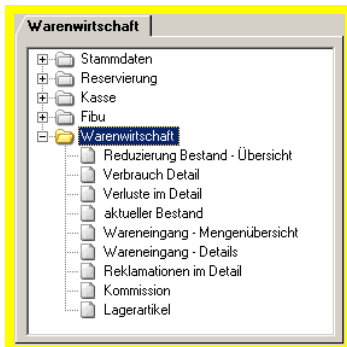 Warenwirtschaft
Stammdaten
Reservierung
Kasse
Fibu
Warenwirtschaft
Reduzierung Bestand - Übersicht
Verbrauch Detail
Verluste im Detail
aktueller Bestand
Wareneingang - Mengenübersicht
Wareneingang - Details
Reklamationen im Detail
Kommission
Lagerartikel